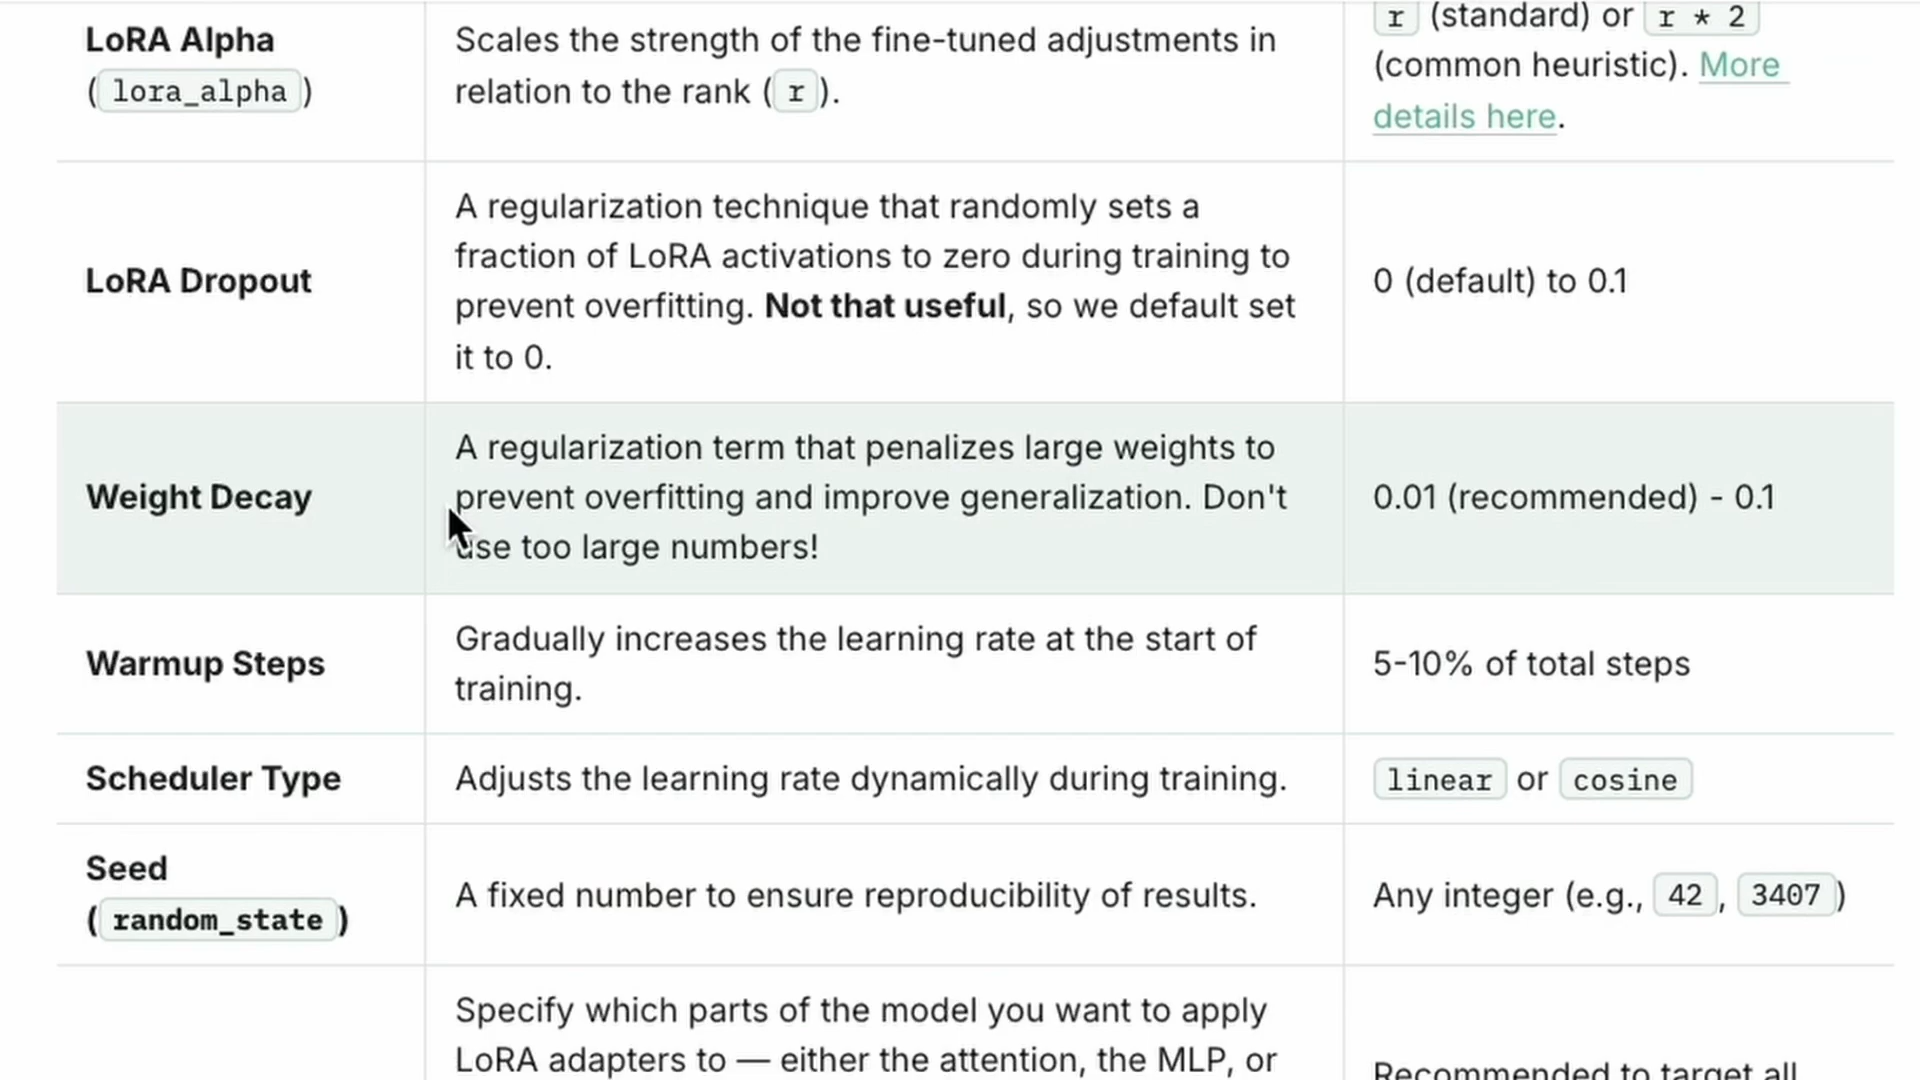 LoRA Alpha
(lora_alpha)
Scales the strength of the fine-tuned adjustments in
relation to the rank (r).
r (standard) or r * 2
(common heuristic). More
details here.
LoRA Dropout
A regularization technique that randomly sets a
fraction of LoRA activations to zero during training to
prevent overfitting. Not that useful, so we default set
it to 0.
0 (default) to 0.1
Weight Decay
A regularization term that penalizes large weights to
prevent overfitting and improve generalization. Don't
use too large numbers!
0.01 (recommended) - 0.1
Warmup Steps
Gradually increases the learning rate at the start of
training.
5-10% of total steps
Scheduler Type
Adjusts the learning rate dynamically during training.
linear or cosine
Seed
(random_state)
A fixed number to ensure reproducibility of results.
Any integer (e.g., 42, 3407)
Specify which parts of the model you want to apply
LoRA adapters to — either the attention, the MLP, or
Recommended to target all